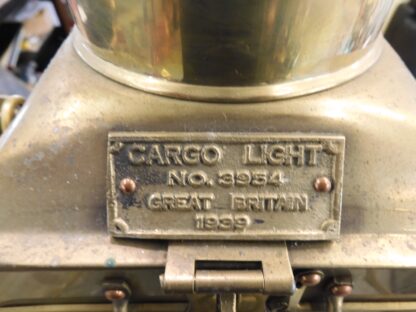 CARGO LIGHT
NO. 3954
GREAT BRITAIN
1939